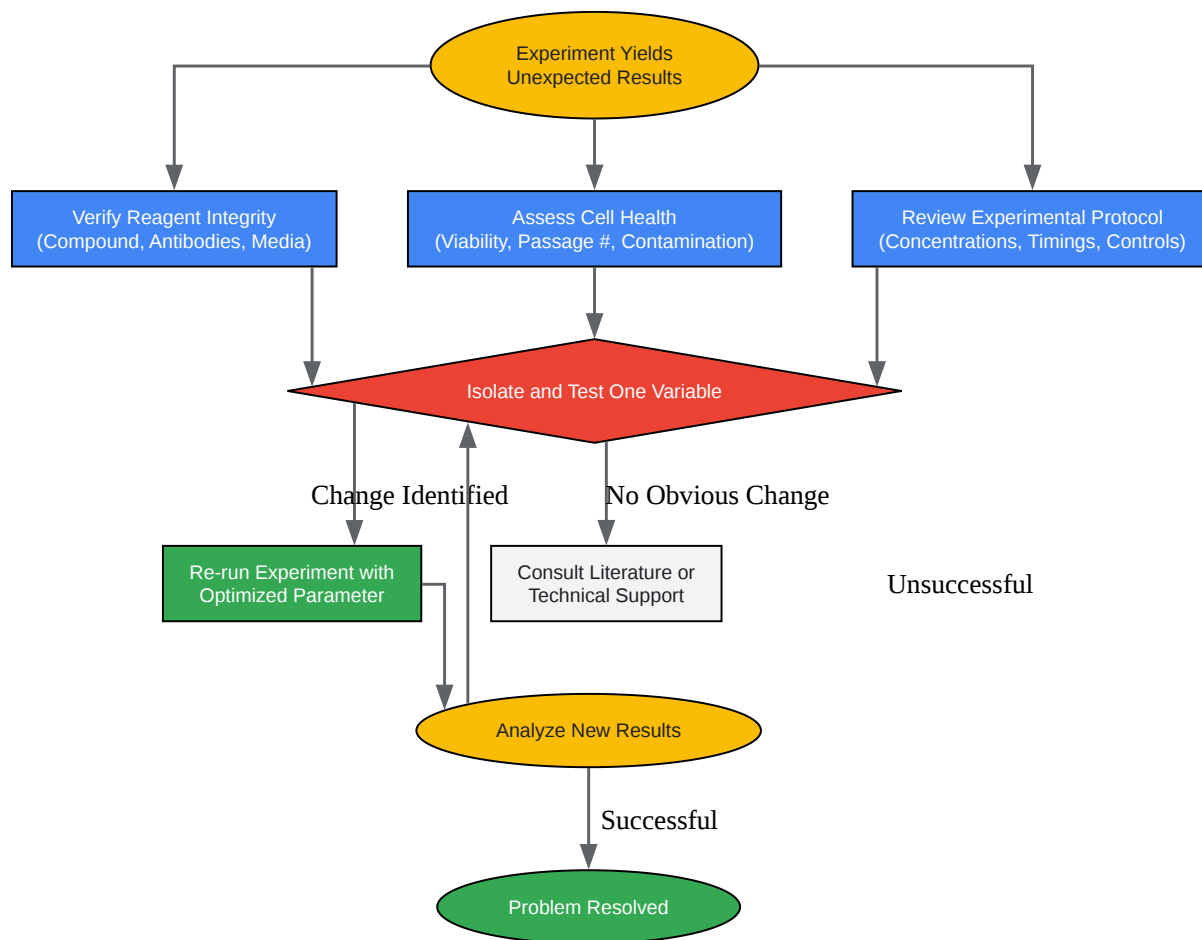 Experiment Yields
Unexpected Results
Verify Reagent Integrity
(Compound, Antibodies, Media)
Assess Cell Health
(Viability, Passage #, Contamination)
Review Experimental Protocol
(Concentrations, Timings, Controls)
Isolate and Test One Variable
Change Identified
No Obvious Change
Re-run Experiment with
Optimized Parameter
Consult Literature or
Technical Support
Unsuccessful
Analyze New Results
Successful
Problem Resolved